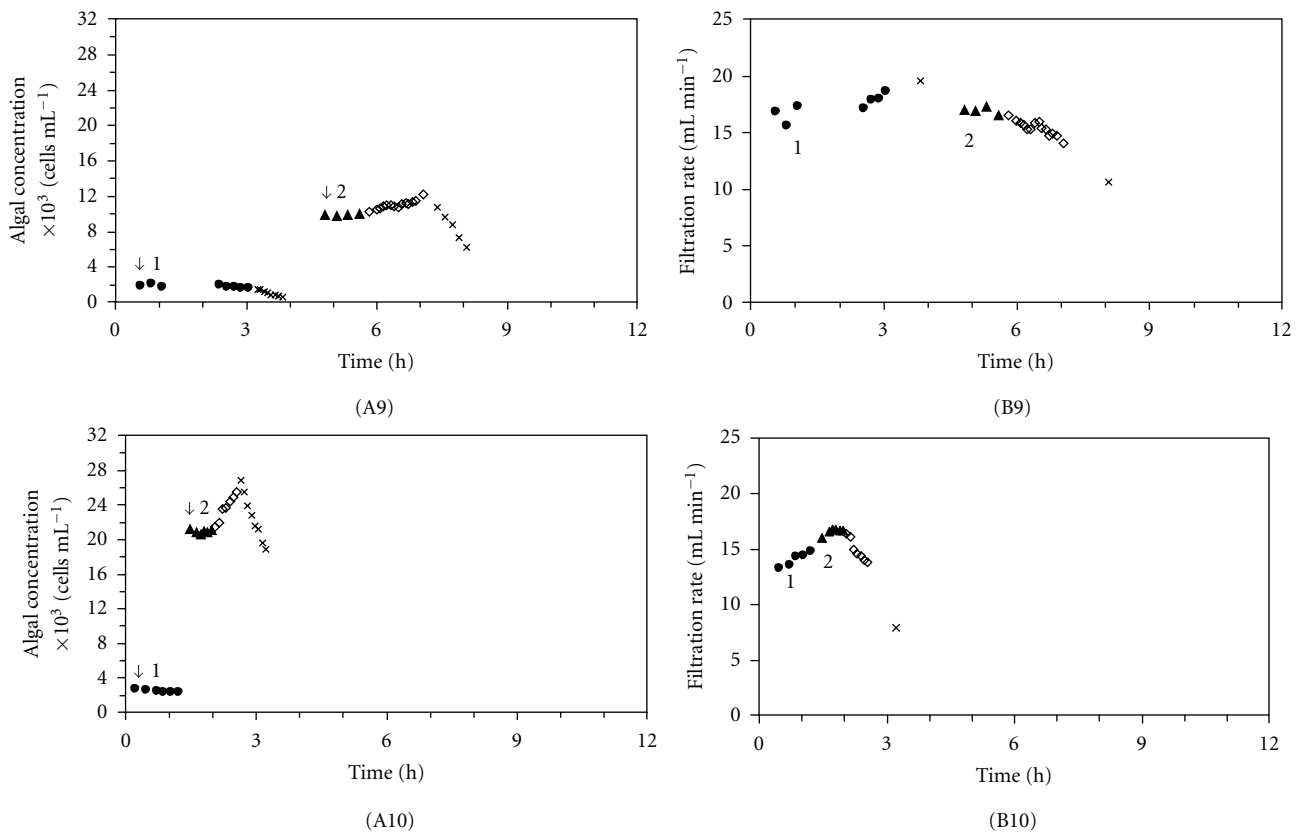 Algal concentration
×10³ (cells mL⁻¹)
32
28
24
20
16
12
8
4
0
↓ 1
↓ 2
0 3 6 9 12
Time (h)
(A9)
Filtration rate (mL min⁻¹)
25
20
15
10
5
0
1
2
0 3 6 9 12
Time (h)
(B9)
Algal concentration
×10³ (cells mL⁻¹)
32
28
24
20
16
12
8
4
0
↓ 2
↓ 1
0 3 6 9 12
Time (h)
(A10)
Filtration rate (mL min⁻¹)
25
20
15
10
5
0
1
2
0 3 6 9 12
Time (h)
(B10)